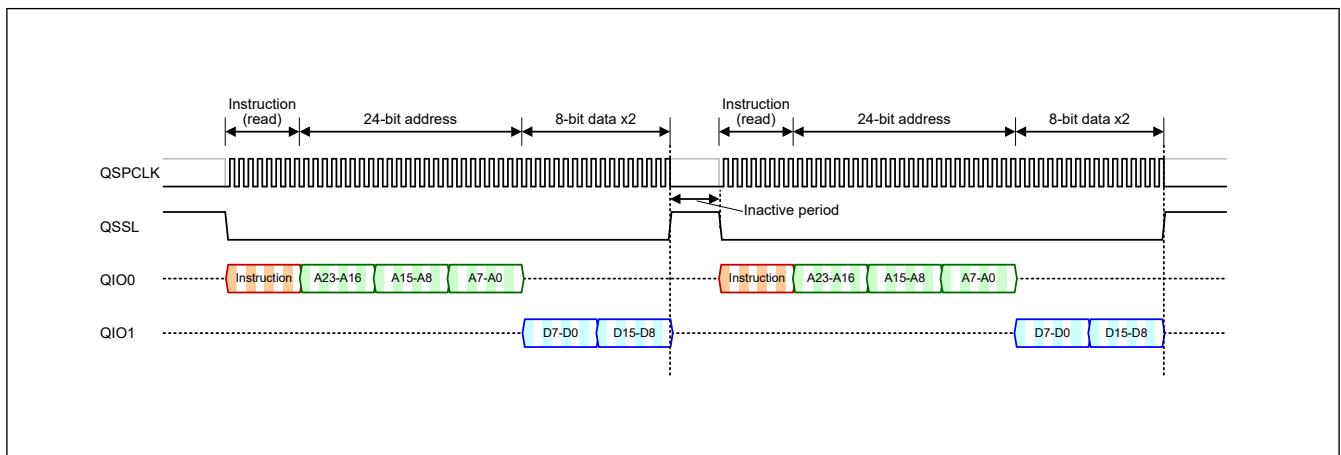 Instruction
(read)
24-bit address
8-bit data x2
Instruction
(read)
24-bit address
8-bit data x2
QSPCLK
Inactive period
QSSL
QIO0
Instruction
A23-A16
A15-A8
A7-A0
Instruction
A23-A16
A15-A8
A7-A0
QIO1
D7-D0
D15-D8
D7-D0
D15-D8